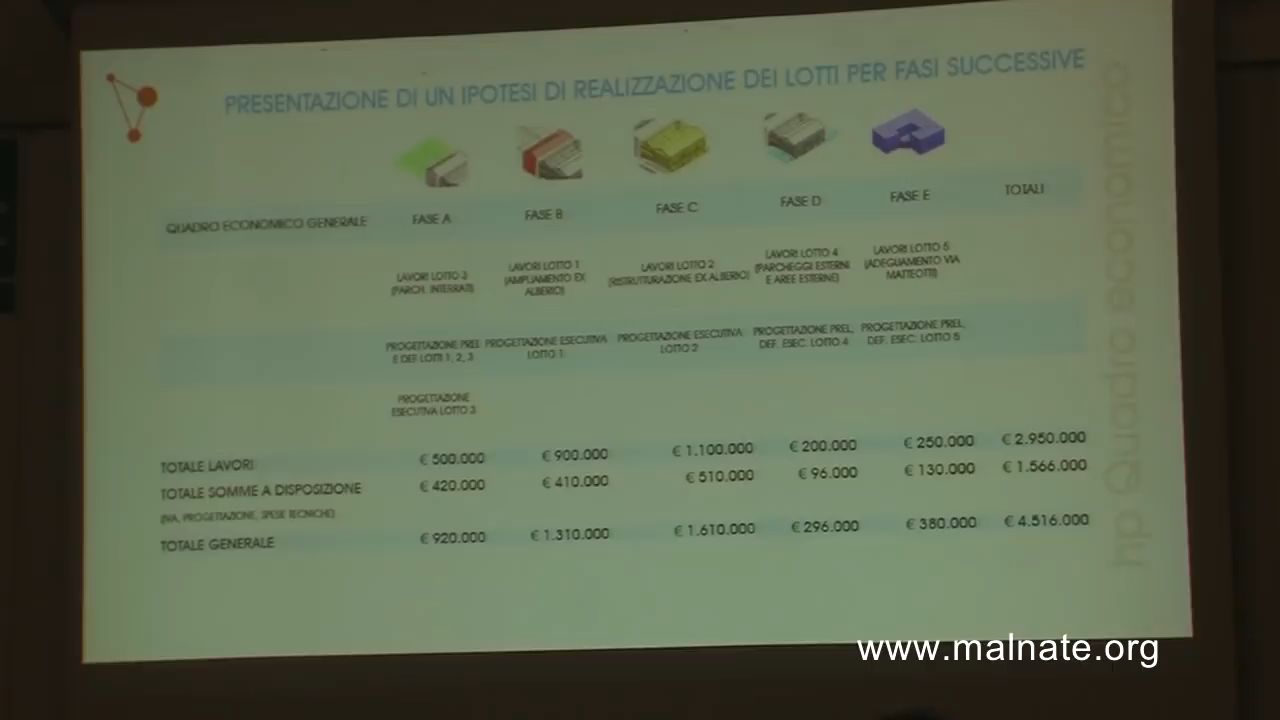 PRESENTAZIONE DI UN IPOTESI DI REALIZZAZIONE DEI LOTTI PER FASI SUCCESSIVE
QUADRO ECONOMICO GENERALE FASE A FASE B FASE C FASE D FASE E TOTALI
LAVORI LOTTO 3
(PARCH. INTERRATI)
LAVORI LOTTO 1
(AMPLIAMENTO EX
ALBERIO)
LAVORI LOTTO 2
(RISTRUTTURAZIONE EX ALBERIO)
LAVORI LOTTO 4
(PARCHEGGI ESTERNI
E AREE ESTERNE)
LAVORI LOTTO 5
(ADEGUAMENTO VIA
MATTEOTTI)
PROGETTAZIONE PREL.
E DEF. LOTTI 1, 2, 3
PROGETTAZIONE ESECUTIVA
LOTTO 1
PROGETTAZIONE ESECUTIVA
LOTTO 2
PROGETTAZIONE PREL.
DEF. ESEC. LOTTO 4
PROGETTAZIONE PREL.
DEF. ESEC. LOTTO 5
PROGETTAZIONE
ESECUTIVA LOTTO 3
TOTALE LAVORI € 500.000 € 900.000 € 1.100.000 € 200.000 € 250.000 € 2.950.000
TOTALE SOMME A DISPOSIZIONE € 420.000 € 410.000 € 510.000 € 96.000 € 130.000 € 1.566.000
(IVA, PROGETTAZIONE, SPESE TECNICHE)
TOTALE GENERALE € 920.000 € 1.310.000 € 1.610.000 € 296.000 € 380.000 € 4.516.000
hp Quadro economico
www.malnate.org